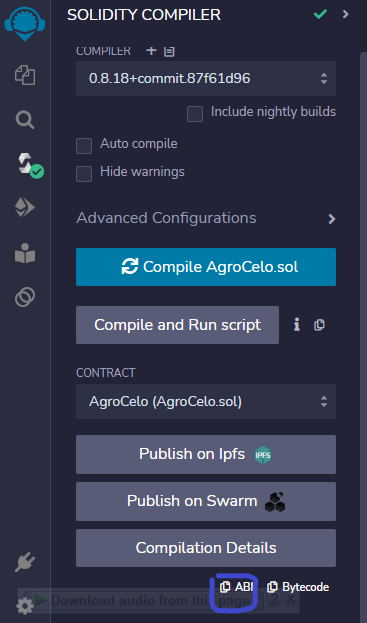 SOLIDITY COMPILER
COMPILER
0.8.18+commit.87f61d96
Include nightly builds
Auto compile
Hide warnings
Advanced Configurations
Compile AgroCelo.sol
Compile and Run script
CONTRACT
AgroCelo (AgroCelo.sol)
Publish on Ipfs IPFS
Publish on Swarm
Compilation Details
ABI Bytecode
Download audio from this page ? X